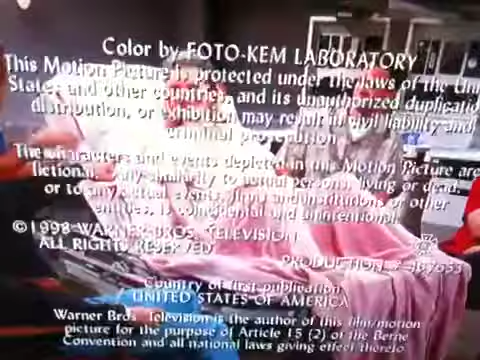 Color by FOTO-KEM LABORATORY
This Motion Picture is protected under the laws of the Uni
States and other countries, and its unauthorized duplicatio
distribution, or exhibition may result in civil liability and
criminal prosecution.
The characters and events depicted in this Motion Picture are
fictional. Any similarity to actual persons, living or dead,
or to any actual events, firms and institutions or other
entities, is coincidental and unintentional.
©1998 WARNER BROS. TELEVISION
ALL RIGHTS RESERVED
PRODUCTION #
Country of first publication
UNITED STATES OF AMERICA
Warner Bros. Television is the author of this film/motion
picture for the purpose of Article 15 (2) of the Berne
Convention and all national laws giving effect thereto